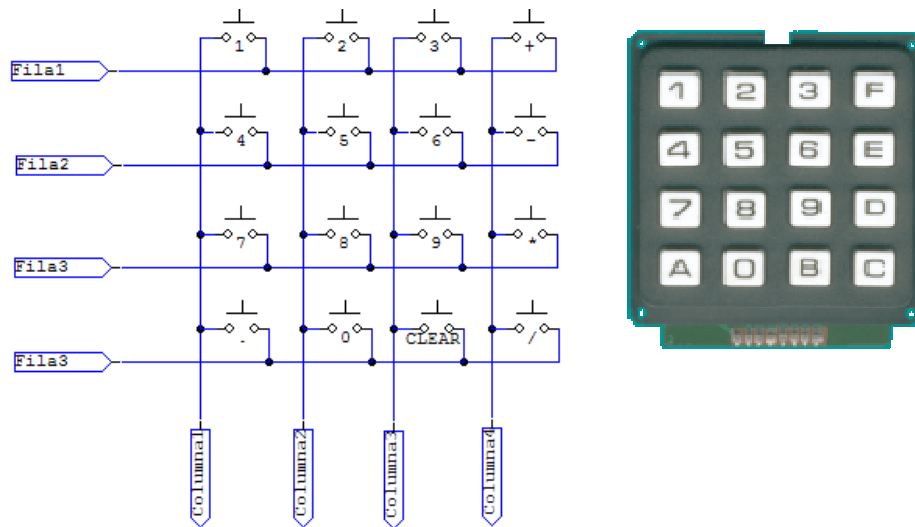 1 2 3 +
Fila1
4 5 6 -
Fila2
7 8 9 *
Fila3
. 0 CLEAR /
Fila3
Columna1 Columna2 Columna3 Columna4
1 2 3 F
4 5 6 E
7 8 9 D
A 0 B C